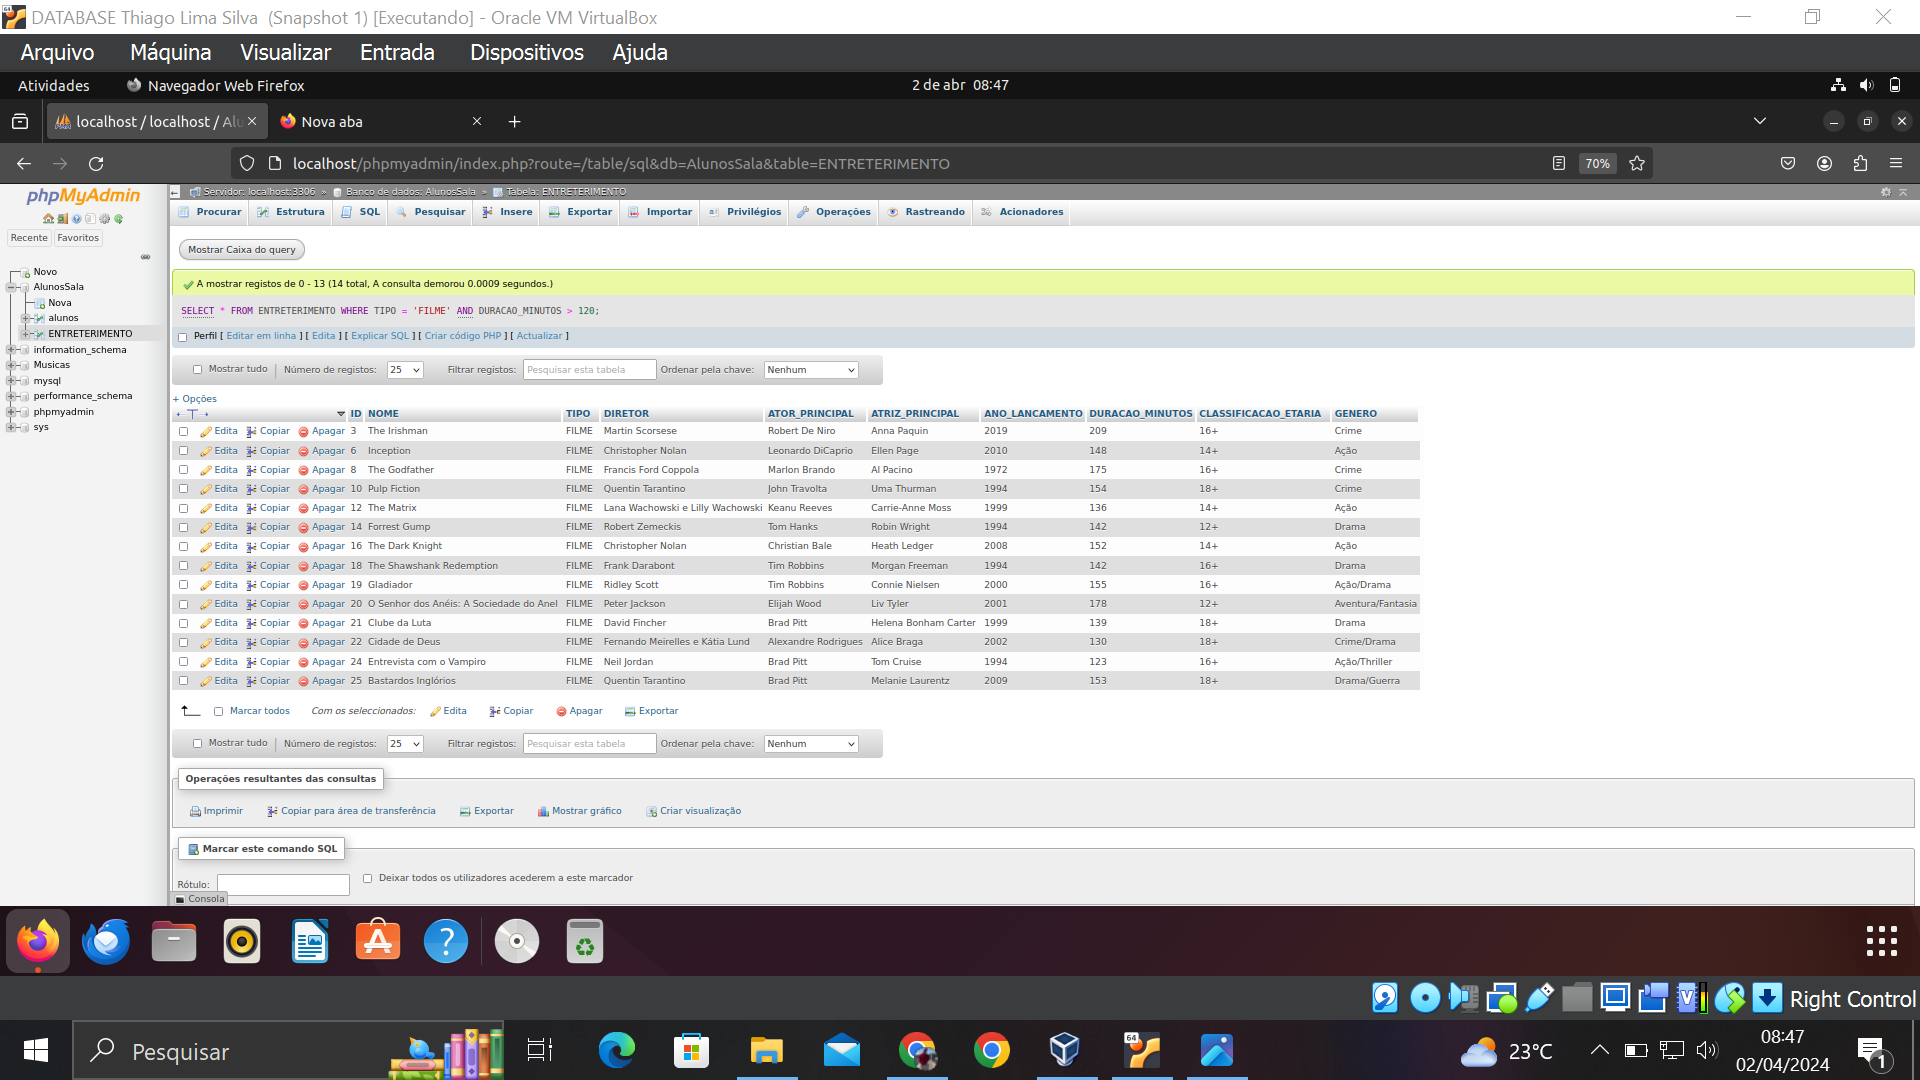 DATABASE Thiago Lima Silva (Snapshot 1) [Executando] - Oracle VM VirtualBox
Arquivo Máquina Visualizar Entrada Dispositivos Ajuda
Atividades Navegador Web Firefox 2 de abr 08:47
localhost / localhost / Alu Nova aba
localhost/phpmyadmin/index.php?route=/table/sql&db=AlunosSala&table=ENTRETERIMENTO 70%
phpMyAdmin
Recente Favoritos
Novo
AlunosSala
Nova
alunos
ENTRETERIMENTO
information_schema
Musicas
mysql
performance_schema
phpmyadmin
sys
Servidor: localhost:3306 » Banco de dados: AlunosSala » Tabela: ENTRETERIMENTO
Procurar Estrutura SQL Pesquisar Insere Exportar Importar Privilégios Operações Rastreando Acionadores
Mostrar Caixa do query
A mostrar registos de 0 - 13 (14 total, A consulta demorou 0.0009 segundos.)
SELECT * FROM ENTRETERIMENTO WHERE TIPO = 'FILME' AND DURACAO_MINUTOS > 120;
Perfil [ Editar em linha ] [ Edita ] [ Explicar SQL ] [ Criar código PHP ] [ Actualizar ]
Mostrar tudo Número de registos: 25 Filtrar registos: Pesquisar esta tabela Ordenar pela chave: Nenhum
+ Opções
ID NOME TIPO DIRETOR ATOR_PRINCIPAL ATRIZ_PRINCIPAL ANO_LANCAMENTO DURACAO_MINUTOS CLASSIFICACAO_ETARIA GENERO
Edita Copiar Apagar 3 The Irishman FILME Martin Scorsese Robert De Niro Anna Paquin 2019 209 16+ Crime
Edita Copiar Apagar 6 Inception FILME Christopher Nolan Leonardo DiCaprio Ellen Page 2010 148 14+ Ação
Edita Copiar Apagar 8 The Godfather FILME Francis Ford Coppola Marlon Brando Al Pacino 1972 175 16+ Crime
Edita Copiar Apagar 10 Pulp Fiction FILME Quentin Tarantino John Travolta Uma Thurman 1994 154 18+ Crime
Edita Copiar Apagar 12 The Matrix FILME Lana Wachowski e Lilly Wachowski Keanu Reeves Carrie-Anne Moss 1999 136 14+ Ação
Edita Copiar Apagar 14 Forrest Gump FILME Robert Zemeckis Tom Hanks Robin Wright 1994 142 12+ Drama
Edita Copiar Apagar 16 The Dark Knight FILME Christopher Nolan Christian Bale Heath Ledger 2008 152 14+ Ação
Edita Copiar Apagar 18 The Shawshank Redemption FILME Frank Darabont Tim Robbins Morgan Freeman 1994 142 16+ Drama
Edita Copiar Apagar 19 Gladiador FILME Ridley Scott Tim Robbins Connie Nielsen 2000 155 16+ Ação/Drama
Edita Copiar Apagar 20 O Senhor dos Anéis: A Sociedade do Anel FILME Peter Jackson Elijah Wood Liv Tyler 2001 178 12+ Aventura/Fantasia
Edita Copiar Apagar 21 Clube da Luta FILME David Fincher Brad Pitt Helena Bonham Carter 1999 139 18+ Drama
Edita Copiar Apagar 22 Cidade de Deus FILME Fernando Meirelles e Kátia Lund Alexandre Rodrigues Alice Braga 2002 130 18+ Crime/Drama
Edita Copiar Apagar 24 Entrevista com o Vampiro FILME Neil Jordan Brad Pitt Tom Cruise 1994 123 16+ Ação/Thriller
Edita Copiar Apagar 25 Bastardos Inglórios FILME Quentin Tarantino Brad Pitt Melanie Laurentz 2009 153 18+ Drama/Guerra
Marcar todos Com os seleccionados: Edita Copiar Apagar Exportar
Mostrar tudo Número de registos: 25 Filtrar registos: Pesquisar esta tabela Ordenar pela chave: Nenhum
Operações resultantes das consultas
Imprimir Copiar para área de transferência Exportar Mostrar gráfico Criar visualização
Marcar este comando SQL
Rótulo: Deixar todos os utilizadores acederem a este marcador
Consola
Right Control
Pesquisar 64 23°C 08:47
02/04/2024 1